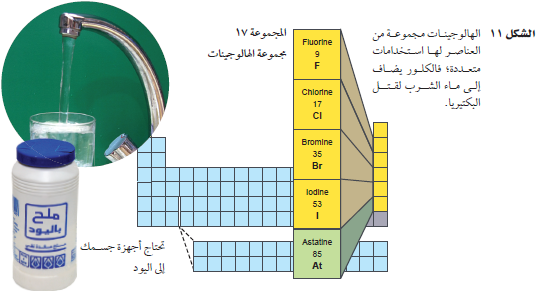 الشكل ١١ الهالوجينات مجموعة من
العناصر لها استخدامات
متعددة؛ فالكلور يضاف
إلى ماء الشرب لقتل
البكتيريا.
المجموعة ١٧
مجموعة الهالوجينات
Fluorine
9
F
Chlorine
17
Cl
Bromine
35
Br
Iodine
53
I
Astatine
85
At
تحتاج أجهزة جسمك
إلى اليود
ملح
باليود